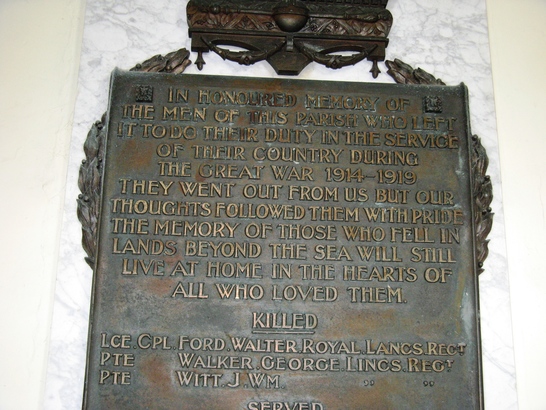 IN HONOURED MEMORY OF
THE MEN OF THIS PARISH WHO LEFT
IT TO DO THEIR DUTY IN THE SERVICE
OF THEIR COUNTRY DURING
THE GREAT WAR 1914–1919
THEY WENT OUT FROM US BUT OUR
THOUGHTS FOLLOWED THEM WITH PRIDE
THE MEMORY OF THOSE WHO FELL IN
LANDS BEYOND THE SEA WILL STILL
LIVE AT HOME IN THE HEARTS OF
ALL WHO LOVED THEM.
KILLED
LCE. CPL. FORD. WALTER. ROYAL. LANCS. REGT
PTE WALKER. GEORGE. LINCS. REGT
PTE WITT. J. WM. " "
SERVED